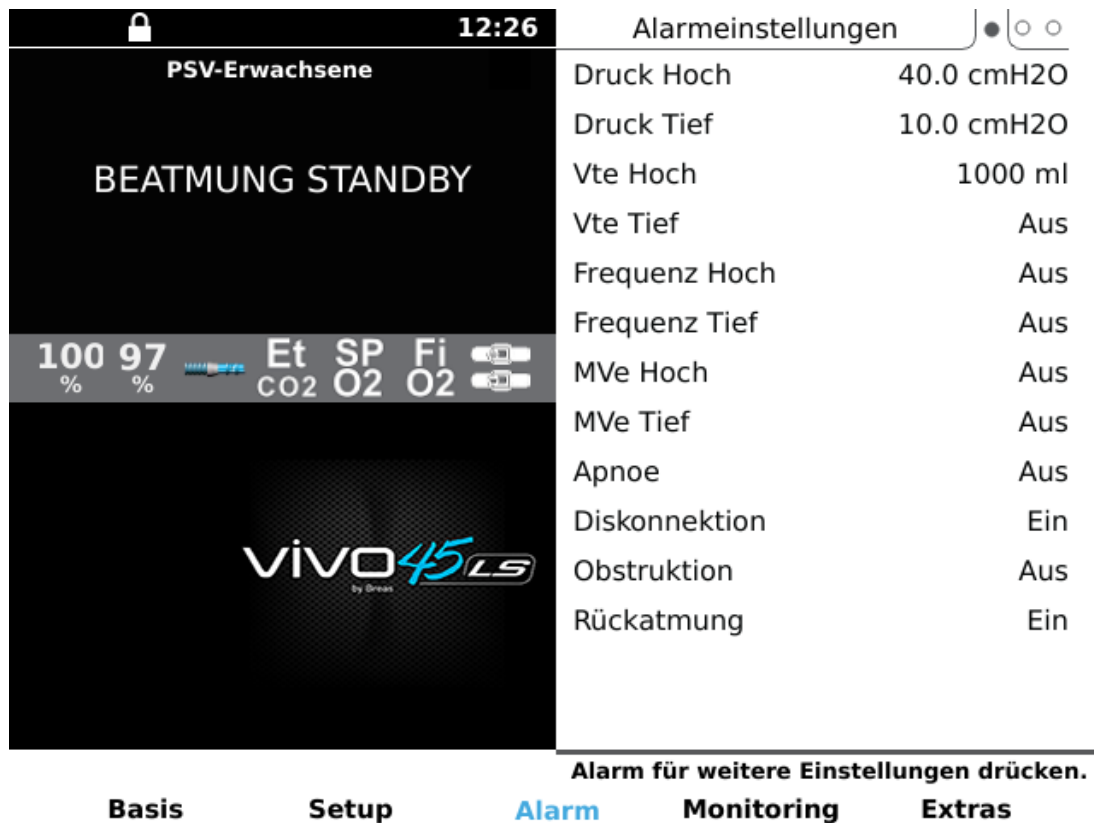 12:26
PSV-Erwachsene
BEATMUNG STANDBY
100 % 97 % Et CO2 SP O2 Fi O2
vivo 45 LS
by Breas
Alarmeinstellungen
Druck Hoch 40.0 cmH2O
Druck Tief 10.0 cmH2O
Vte Hoch 1000 ml
Vte Tief Aus
Frequenz Hoch Aus
Frequenz Tief Aus
MVe Hoch Aus
MVe Tief Aus
Apnoe Aus
Diskonnektion Ein
Obstruktion Aus
Rückatmung Ein
Alarm für weitere Einstellungen drücken.
Basis Setup Alarm Monitoring Extras